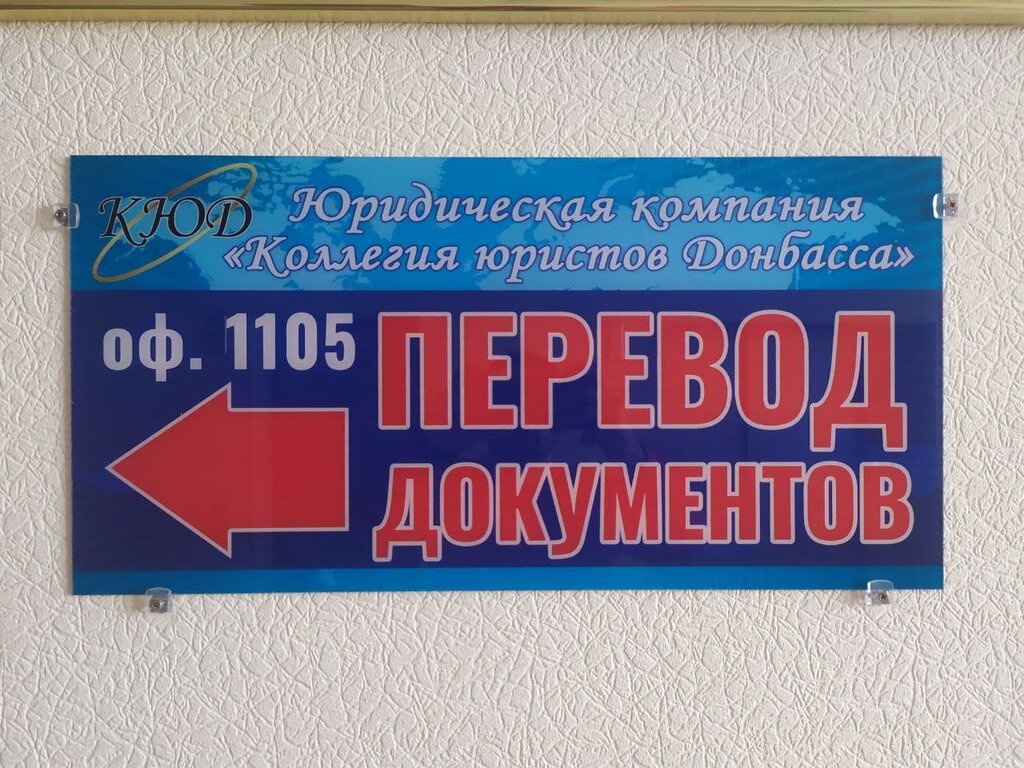 КЮД
Юридическая компания
«Коллегия юристов Донбасса»
оф. 1105
ПЕРЕВОД
ДОКУМЕНТОВ